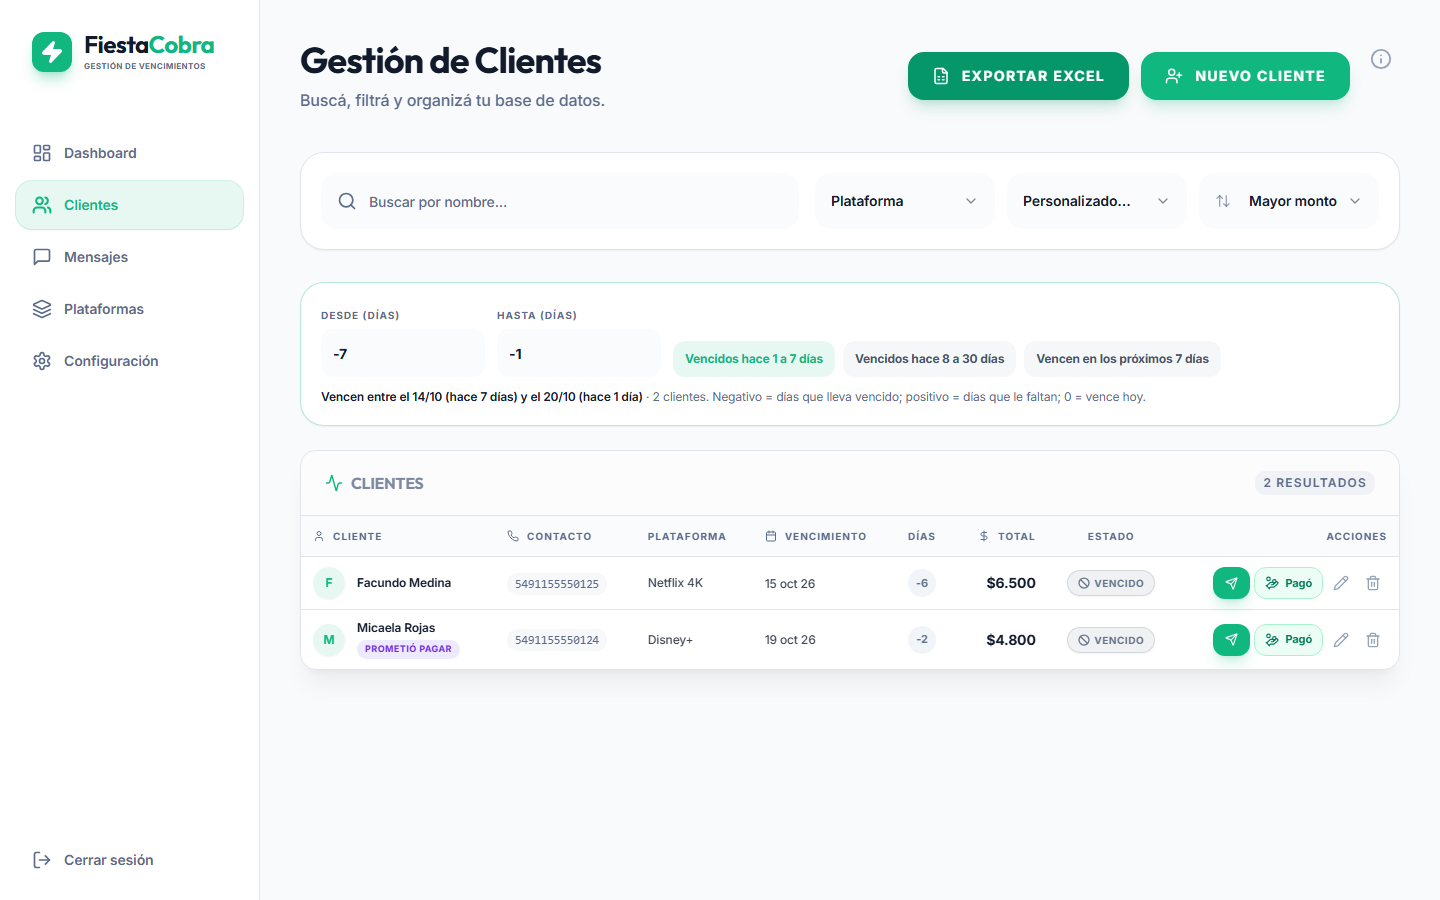 FiestaCobra
GESTIÓN DE VENCIMIENTOS
Dashboard
Clientes
Mensajes
Plataformas
Configuración
Cerrar sesión
Gestión de Clientes
Buscá, filtrá y organizá tu base de datos.
EXPORTAR EXCEL
NUEVO CLIENTE
Buscar por nombre...
Plataforma
Personalizado...
Mayor monto
DESDE (DÍAS)
HASTA (DÍAS)
-7
-1
Vencidos hace 1 a 7 días
Vencidos hace 8 a 30 días
Vencen en los próximos 7 días
Vencen entre el 14/10 (hace 7 días) y el 20/10 (hace 1 día) · 2 clientes. Negativo = días que lleva vencido; positivo = días que le faltan; 0 = vence hoy.
CLIENTES
2 RESULTADOS
CLIENTE CONTACTO PLATAFORMA VENCIMIENTO DÍAS TOTAL ESTADO ACCIONES
F Facundo Medina 5491155550125 Netflix 4K 15 oct 26 -6 $6.500 VENCIDO Pagó
M Micaela Rojas 5491155550124 Disney+ 19 oct 26 -2 $4.800 VENCIDO Pagó
PROMETIÓ PAGAR